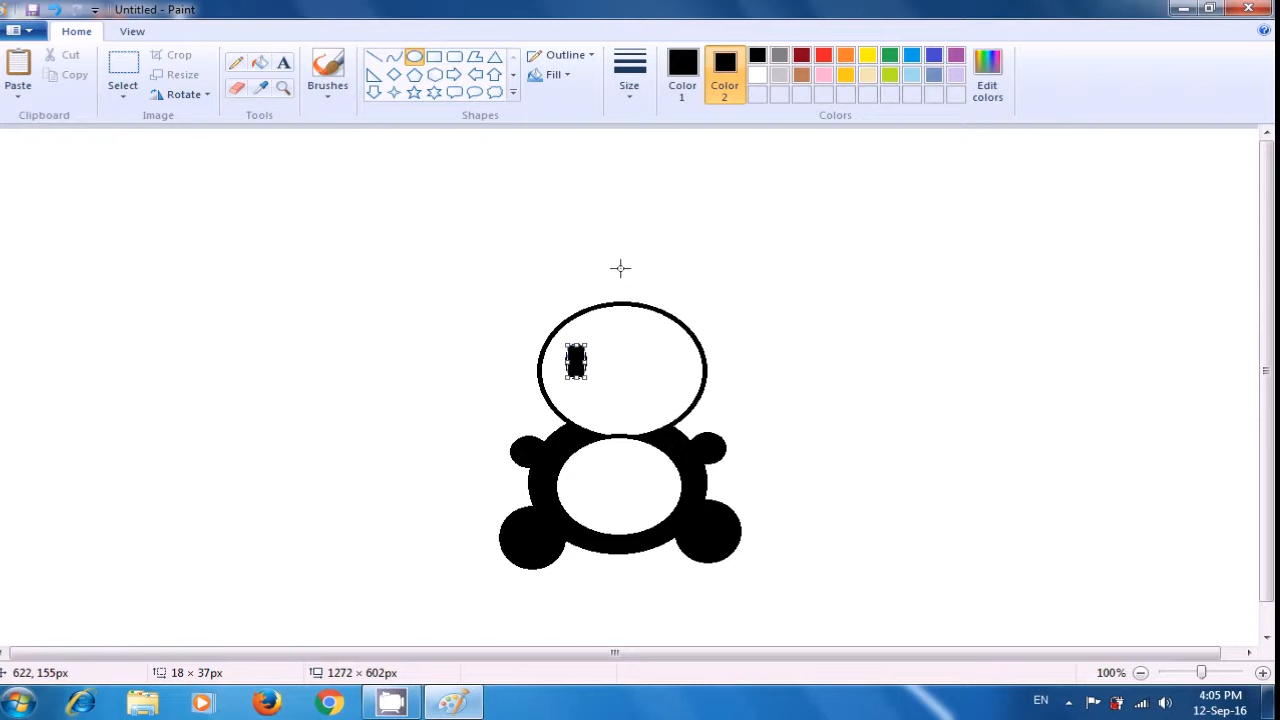 Untitled - Paint
Home View
Cut
Copy
Paste
Clipboard
Select
Crop
Resize
Rotate
Image
Tools
Brushes
Shapes
Outline
Fill
Size
Color 1
Color 2
Edit colors
Colors
622, 155px
18 × 37px
1272 × 602px
100%
EN
4:05 PM
12-Sep-16